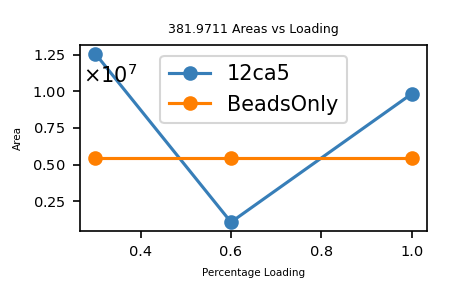 381.9711 Areas vs Loading
1.25
×10⁷
1.00
0.75
0.50
0.25
Area
12ca5
BeadsOnly
0.4 0.6 0.8 1.0
Percentage Loading